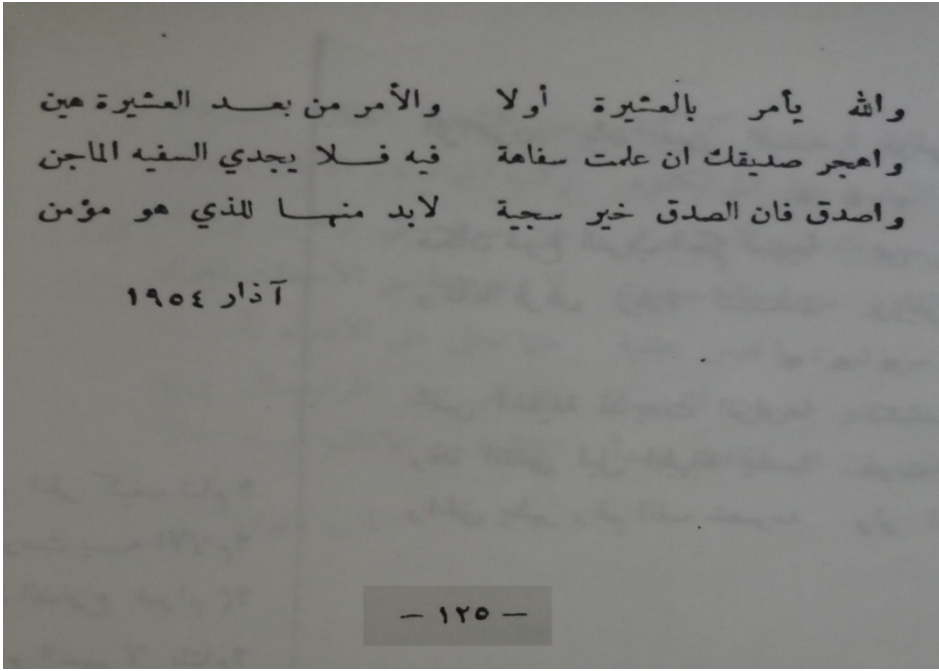 والله يأمر بالعشيرة أولا والأمر من بعد العشيرة هين
واهجر صديقك ان علمت سفاهة فيه فلا يجدي السفيه الماجن
واصدق فان الصدق خير سجية لابد منها للذي هو مؤمن
آذار ١٩٥٤
– ١٢٥ –